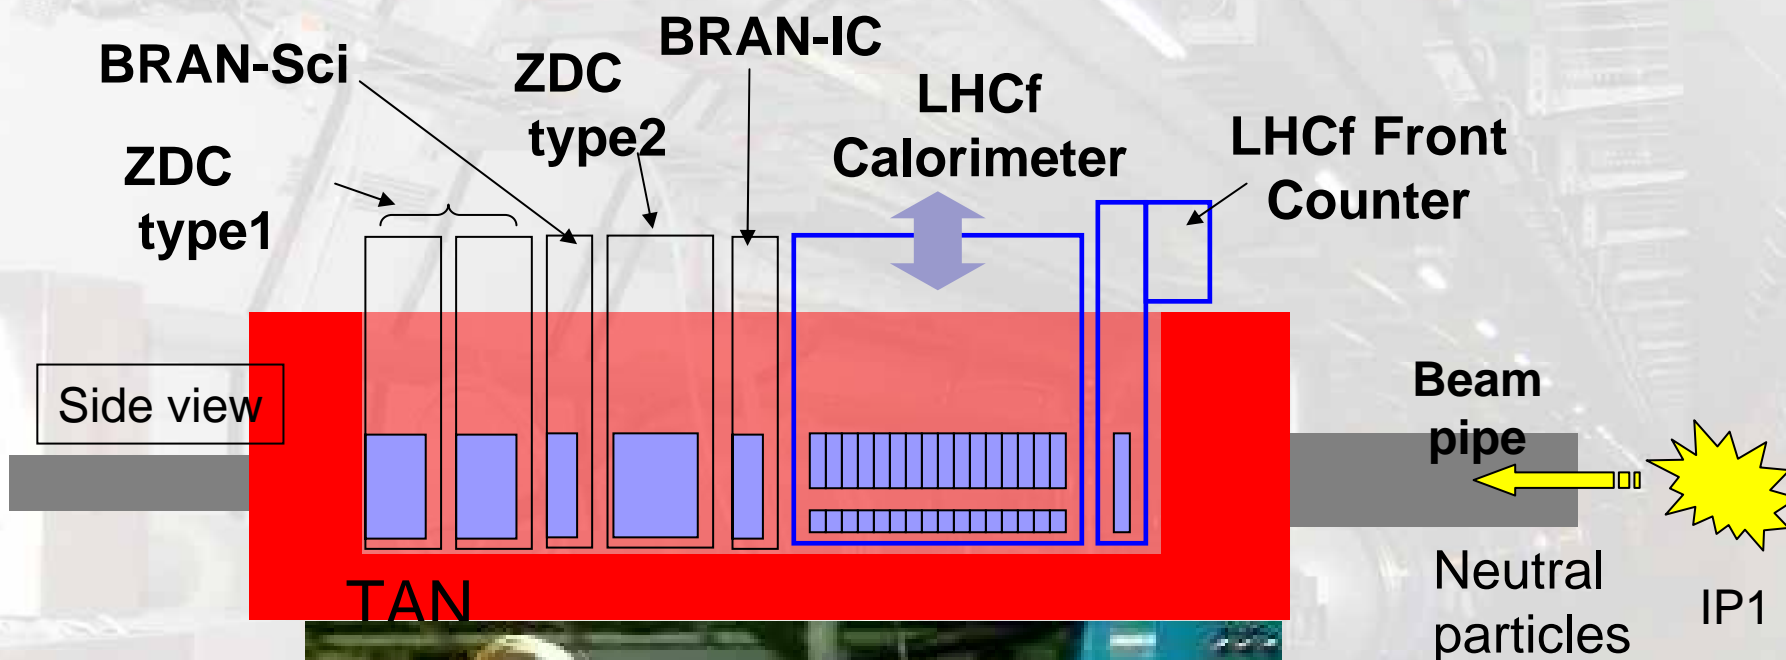 BRAN-Sci
ZDC
type1
ZDC
type2
BRAN-IC
LHCf
Calorimeter
LHCf Front
Counter
Side view
Beam
pipe
TAN
Neutral
particles
IP1